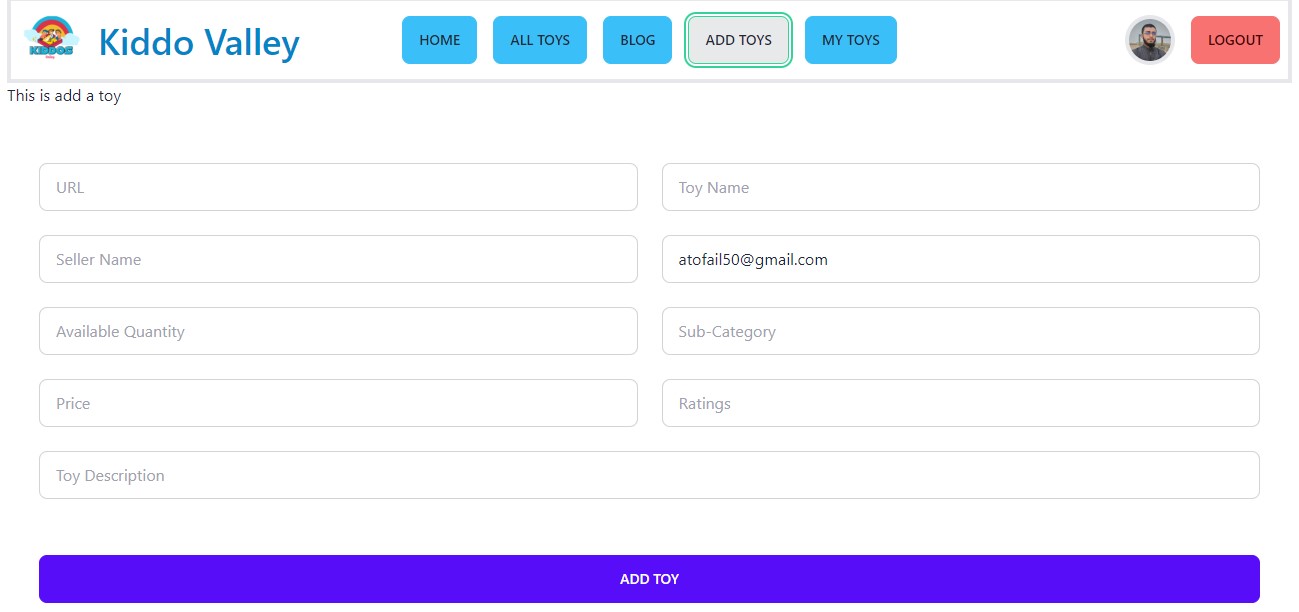 KIDDOS
Kiddo Valley
HOME
ALL TOYS
BLOG
ADD TOYS
MY TOYS
LOGOUT
This is add a toy
URL
Toy Name
Seller Name
atofail50@gmail.com
Available Quantity
Sub-Category
Price
Ratings
Toy Description
ADD TOY